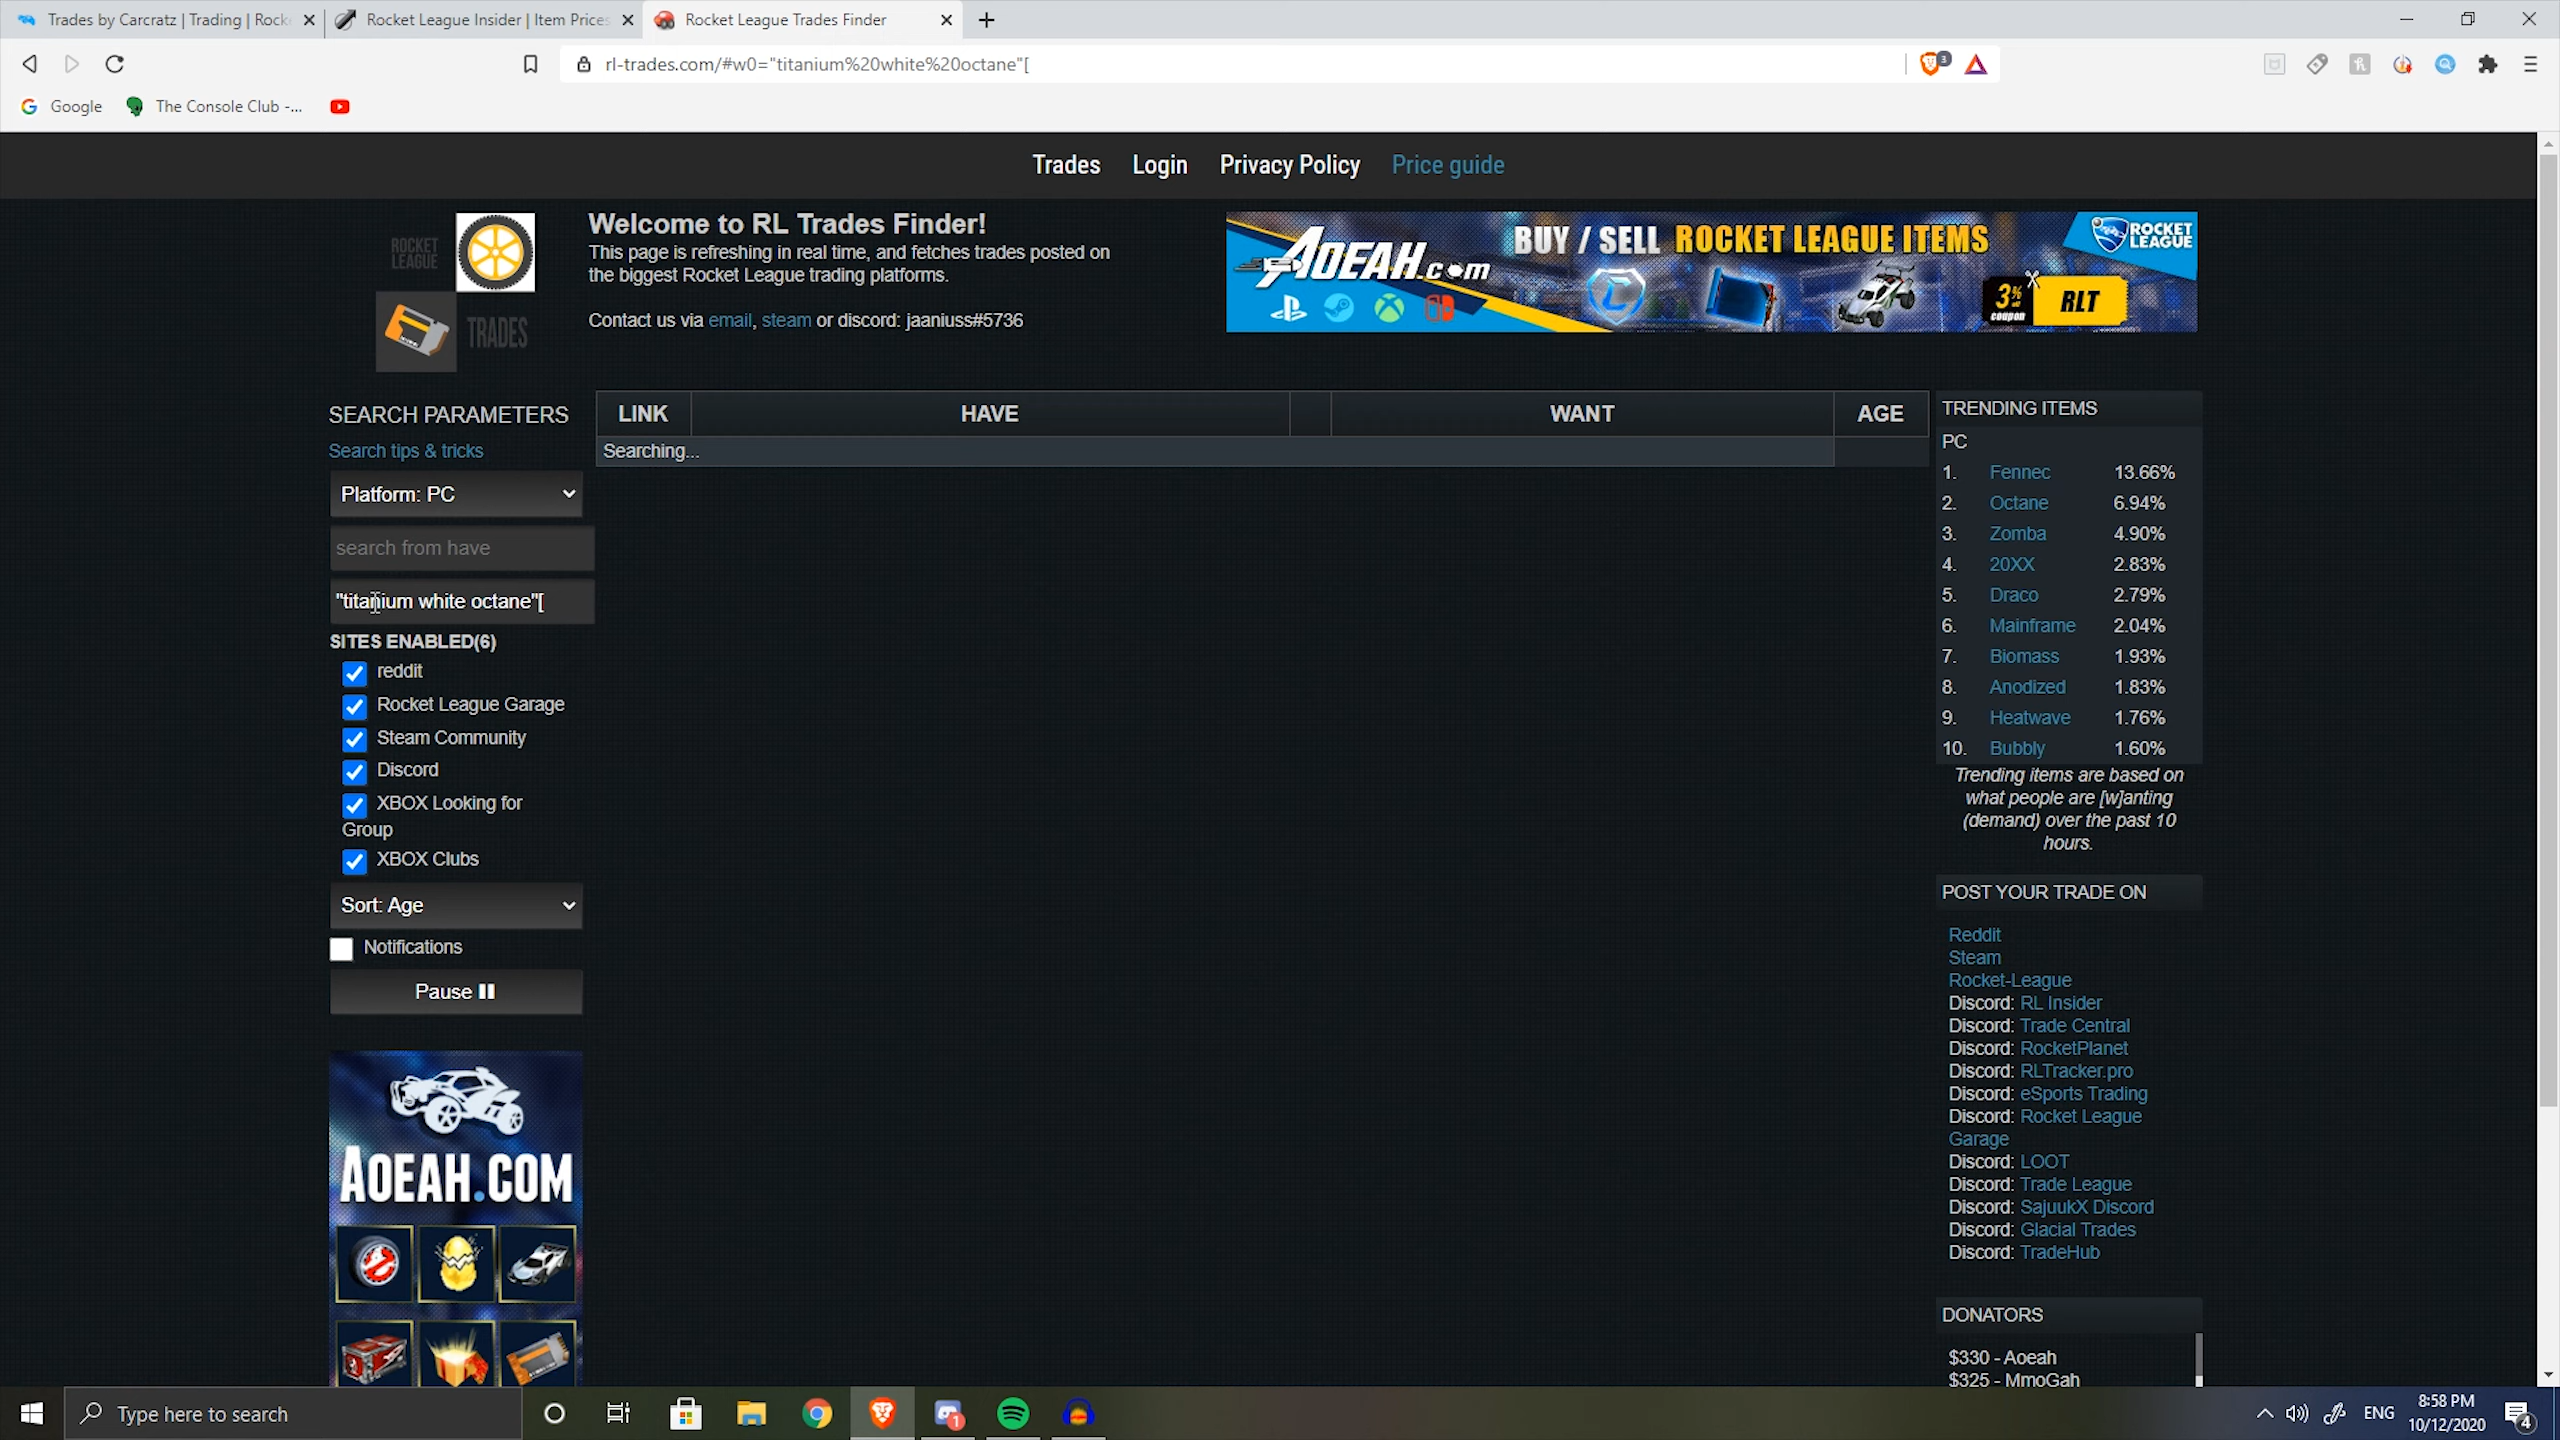 Trades by Carcratz | Trading | Rock
Rocket League Insider | Item Prices
Rocket League Trades Finder
rl-trades.com/#w0="titanium%20white%20octane"[
3
Google
The Console Club -...
Trades
Login
Privacy Policy
Price guide
ROCKET
LEAGUE
TRADES
Welcome to RL Trades Finder!
This page is refreshing in real time, and fetches trades posted on
the biggest Rocket League trading platforms.
Contact us via email, steam or discord: jaaniuss#5736
AOEAH.com
BUY / SELL ROCKET LEAGUE ITEMS
ROCKET
LEAGUE
3% off
coupon
RLT
SEARCH PARAMETERS
Search tips & tricks
Platform: PC
search from have
"titanium white octane"[
SITES ENABLED(6)
reddit
Rocket League Garage
Steam Community
Discord
XBOX Looking for
Group
XBOX Clubs
Sort: Age
Notifications
Pause
AOEAH.COM
LINK
HAVE
WANT
AGE
Searching...
TRENDING ITEMS
PC
1. Fennec 13.66%
2. Octane 6.94%
3. Zomba 4.90%
4. 20XX 2.83%
5. Draco 2.79%
6. Mainframe 2.04%
7. Biomass 1.93%
8. Anodized 1.83%
9. Heatwave 1.76%
10. Bubbly 1.60%
Trending items are based on
what people are [w]anting
(demand) over the past 10
hours.
POST YOUR TRADE ON
Reddit
Steam
Rocket-League
Discord: RL Insider
Discord: Trade Central
Discord: RocketPlanet
Discord: RLTracker.pro
Discord: eSports Trading
Discord: Rocket League
Garage
Discord: LOOT
Discord: Trade League
Discord: SajuukX Discord
Discord: Glacial Trades
Discord: TradeHub
DONATORS
$330 - Aoeah
$325 - MmoGah
Type here to search
1
ENG
8:58 PM
10/12/2020
4